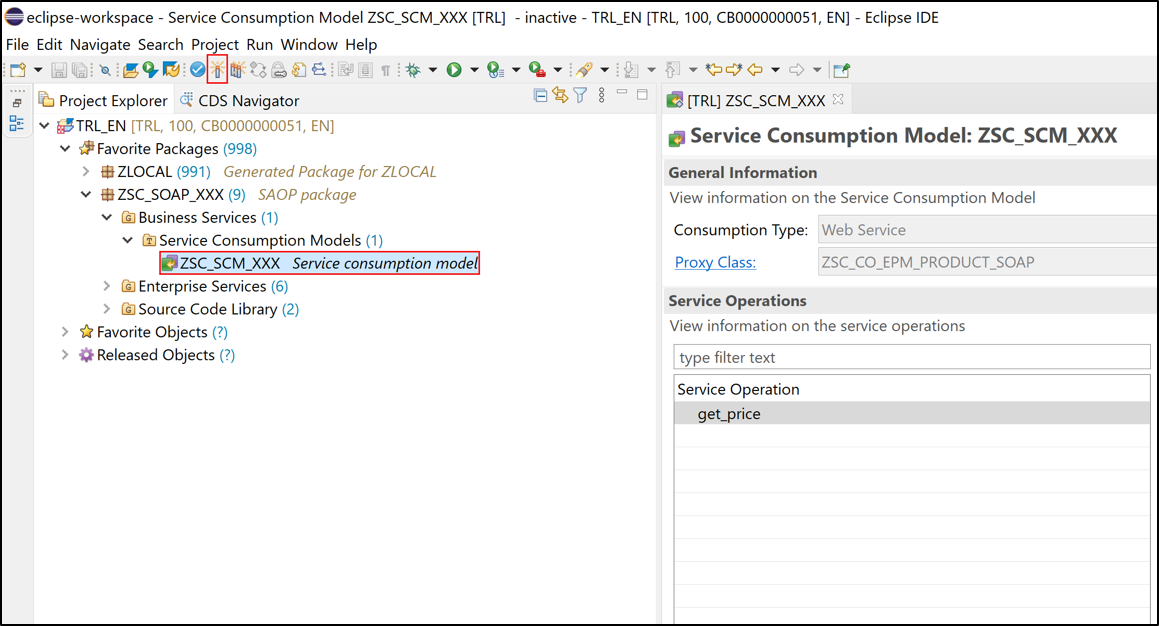 eclipse-workspace - Service Consumption Model ZSC_SCM_XXX [TRL]  - inactive - TRL_EN [TRL, 100, CB0000000051, EN] - Eclipse IDE
File Edit Navigate Search Project Run Window Help
Project Explorer CDS Navigator
TRL_EN [TRL, 100, CB0000000051, EN]
Favorite Packages (998)
ZLOCAL (991) Generated Package for ZLOCAL
ZSC_SOAP_XXX (9) SAOP package
Business Services (1)
Service Consumption Models (1)
ZSC_SCM_XXX Service consumption model
Enterprise Services (6)
Source Code Library (2)
Favorite Objects (?)
Released Objects (?)
[TRL] ZSC_SCM_XXX
Service Consumption Model: ZSC_SCM_XXX
General Information
View information on the Service Consumption Model
Consumption Type: Web Service
Proxy Class: ZSC_CO_EPM_PRODUCT_SOAP
Service Operations
View information on the service operations
type filter text
Service Operation
get_price